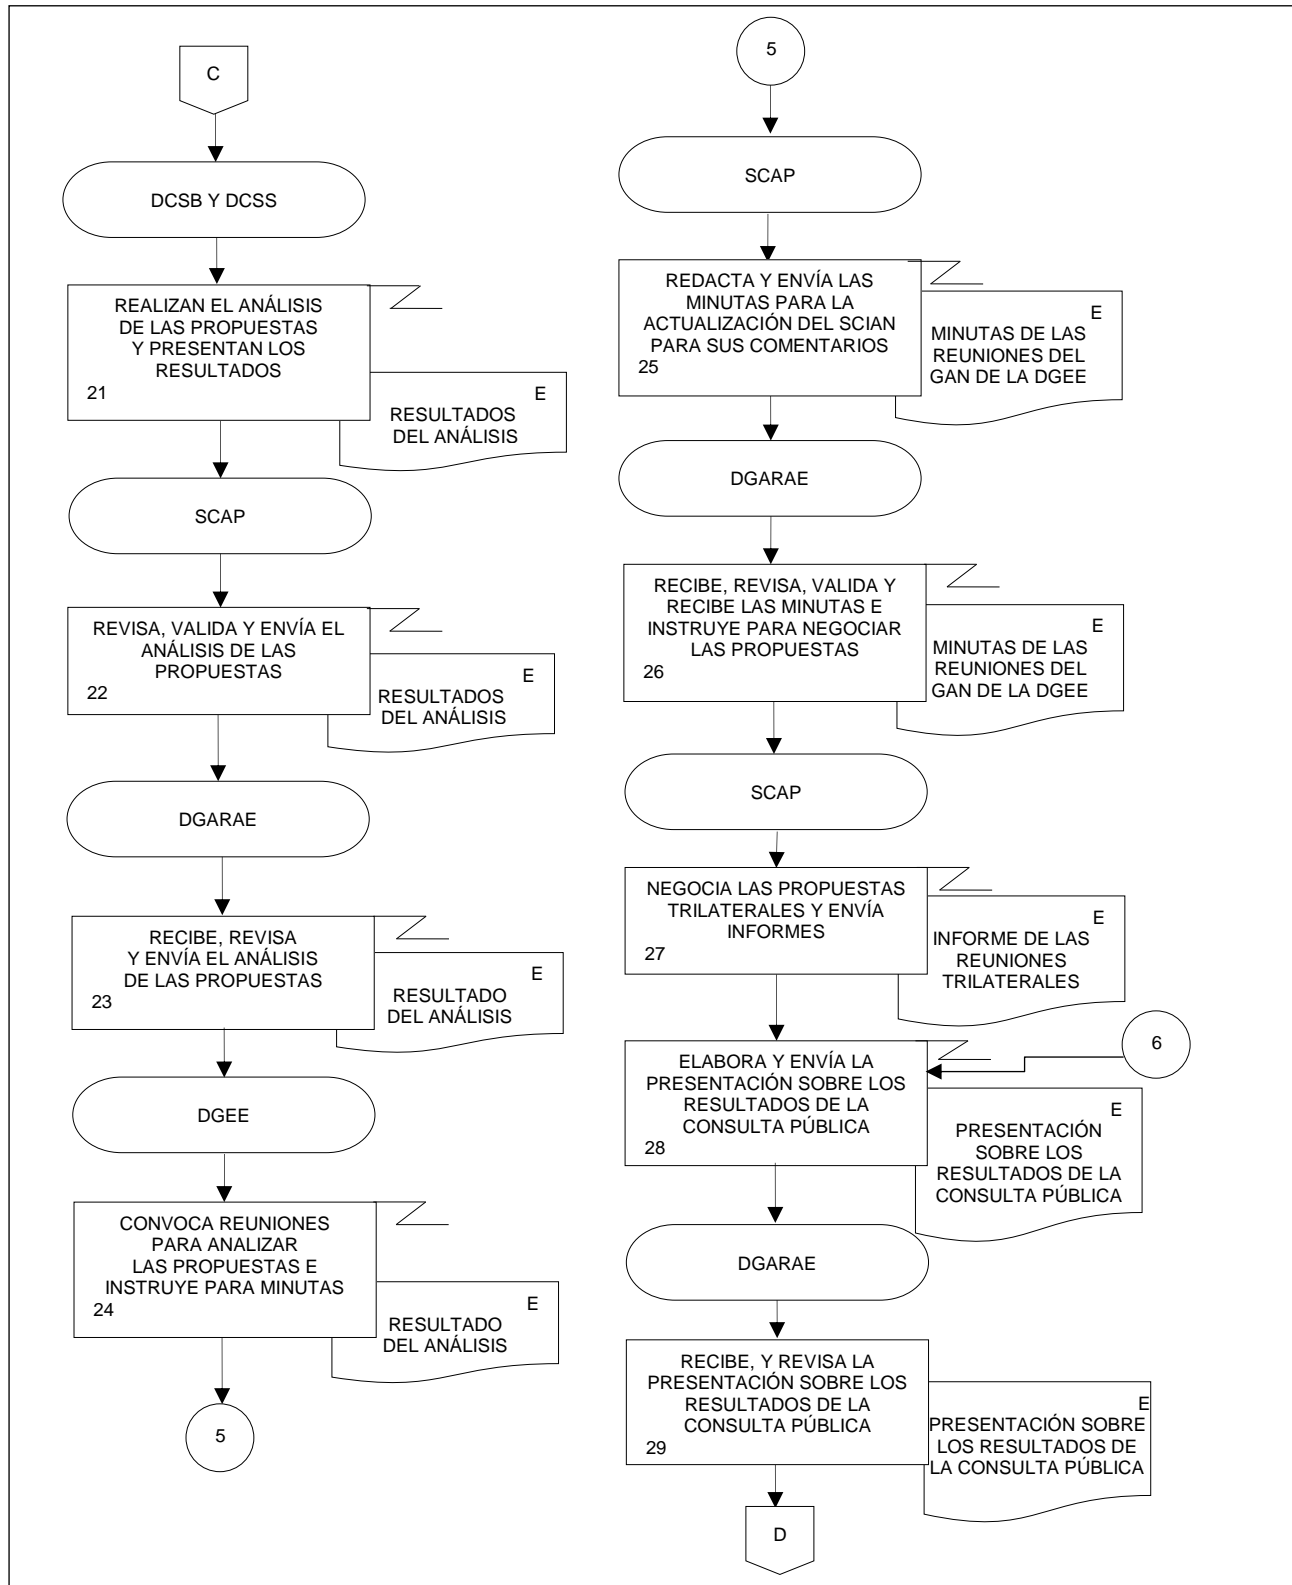 C
DCSB Y DCSS
REALIZAN EL ANÁLISIS
DE LAS PROPUESTAS
Y PRESENTAN LOS
RESULTADOS
21
E
RESULTADOS
DEL ANÁLISIS
SCAP
REVISA, VALIDA Y ENVÍA EL
ANÁLISIS DE LAS
PROPUESTAS
22
E
RESULTADOS
DEL ANÁLISIS
DGARAE
RECIBE, REVISA
Y ENVÍA EL ANÁLISIS
DE LAS PROPUESTAS
23
E
RESULTADO
DEL ANÁLISIS
DGEE
CONVOCA REUNIONES
PARA ANALIZAR
LAS PROPUESTAS E
INSTRUYE PARA MINUTAS
24
E
RESULTADO
DEL ANÁLISIS
5
5
SCAP
REDACTA Y ENVÍA LAS
MINUTAS PARA LA
ACTUALIZACIÓN DEL SCIAN
PARA SUS COMENTARIOS
25
E
MINUTAS DE LAS
REUNIONES DEL
GAN DE LA DGEE
DGARAE
RECIBE, REVISA, VALIDA Y
RECIBE LAS MINUTAS E
INSTRUYE PARA NEGOCIAR
LAS PROPUESTAS
26
E
MINUTAS DE LAS
REUNIONES DEL
GAN DE LA DGEE
SCAP
NEGOCIA LAS PROPUESTAS
TRILATERALES Y ENVÍA
INFORMES
27
E
INFORME DE LAS
REUNIONES
TRILATERALES
6
ELABORA Y ENVÍA LA
PRESENTACIÓN SOBRE LOS
RESULTADOS DE LA
CONSULTA PÚBLICA
28
E
PRESENTACIÓN
SOBRE LOS
RESULTADOS DE LA
CONSULTA PÚBLICA
DGARAE
RECIBE, Y REVISA LA
PRESENTACIÓN SOBRE LOS
RESULTADOS DE LA
CONSULTA PÚBLICA
29
E
PRESENTACIÓN SOBRE
LOS RESULTADOS DE
LA CONSULTA PÚBLICA
D